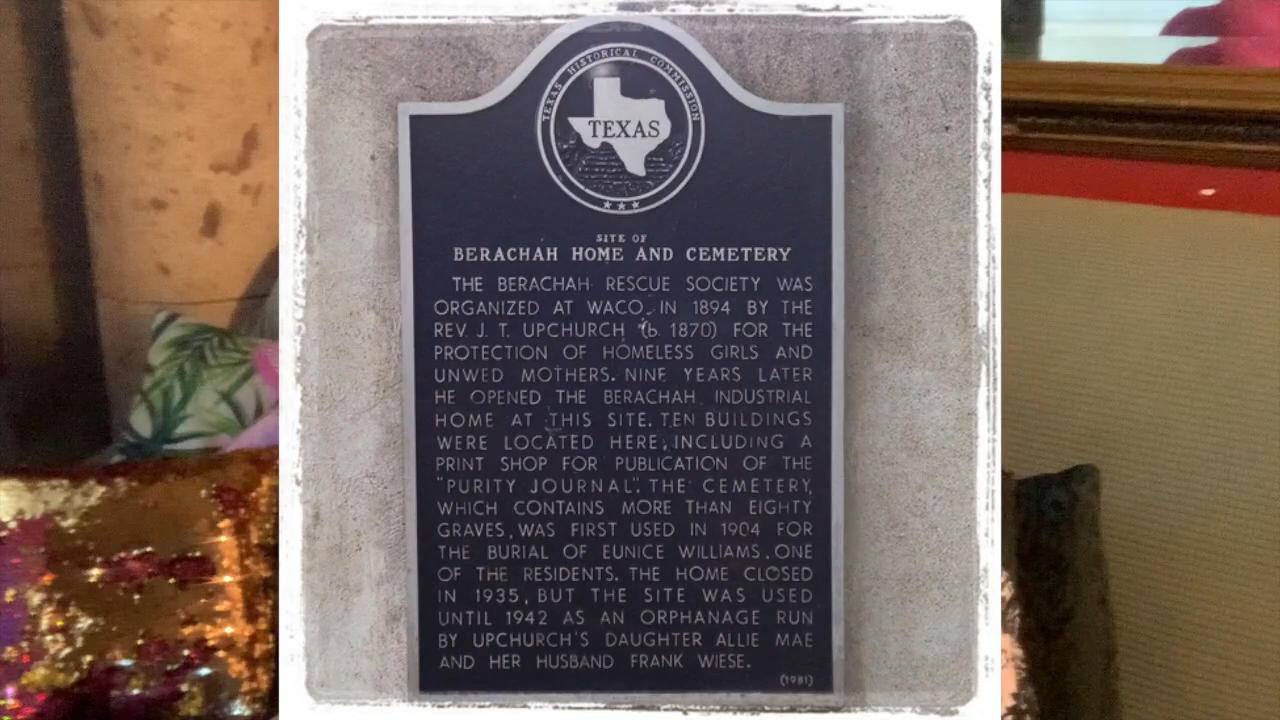 TEXAS HISTORICAL COMMISSION
TEXAS
SITE OF
BERACHAH HOME AND CEMETERY
THE BERACHAH RESCUE SOCIETY WAS
ORGANIZED AT WACO, IN 1894 BY THE
REV. J. T. UPCHURCH (b. 1870) FOR THE
PROTECTION OF HOMELESS GIRLS AND
UNWED MOTHERS. NINE YEARS LATER
HE OPENED THE BERACHAH INDUSTRIAL
HOME AT THIS SITE. TEN BUILDINGS
WERE LOCATED HERE, INCLUDING A
PRINT SHOP FOR PUBLICATION OF THE
"PURITY JOURNAL". THE CEMETERY,
WHICH CONTAINS MORE THAN EIGHTY
GRAVES, WAS FIRST USED IN 1904 FOR
THE BURIAL OF EUNICE WILLIAMS, ONE
OF THE RESIDENTS. THE HOME CLOSED
IN 1935, BUT THE SITE WAS USED
UNTIL 1942 AS AN ORPHANAGE RUN
BY UPCHURCH'S DAUGHTER ALLIE MAE
AND HER HUSBAND FRANK WIESE.
(1981)